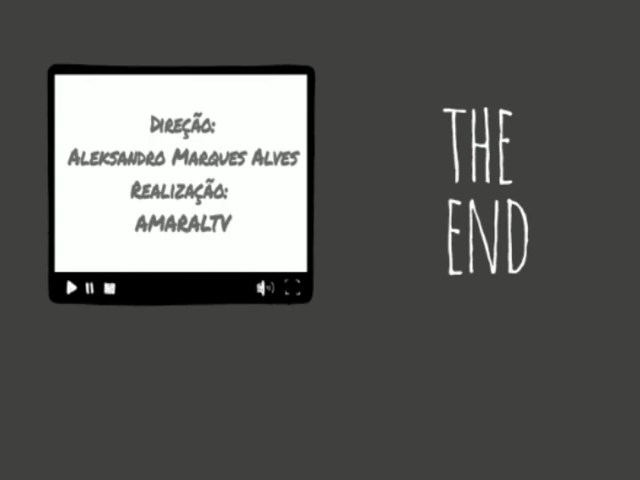 Direção:
Aleksandro Marques Alves
Realização:
AMARALTV
THE
END